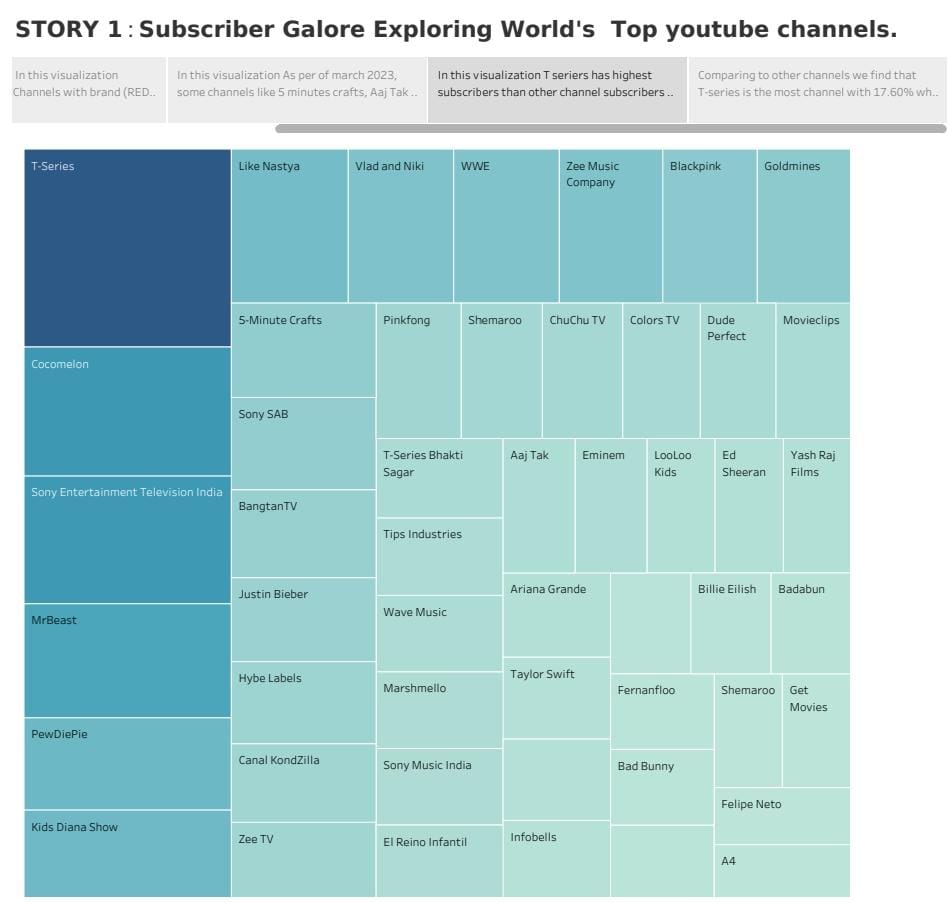 STORY 1 : Subscriber Galore Exploring World's Top youtube channels.
In this visualization
Channels with brand (RED..
In this visualization As per of march 2023,
some channels like 5 minutes crafts, Aaj Tak ..
In this visualization T seriers has highest
subscribers than other channel subscribers ..
Comparing to other channels we find that
T-series is the most channel with 17.60% wh..
T-Series
Cocomelon
Sony Entertainment Television India
MrBeast
PewDiePie
Kids Diana Show
Like Nastya
Vlad and Niki
WWE
Zee Music
Company
Blackpink
Goldmines
5-Minute Crafts
Sony SAB
BangtanTV
Justin Bieber
Hybe Labels
Canal KondZilla
Zee TV
Pinkfong
Shemaroo
ChuChu TV
Colors TV
Dude
Perfect
Movieclips
T-Series Bhakti
Sagar
Tips Industries
Wave Music
Marshmello
Sony Music India
El Reino Infantil
Aaj Tak
Eminem
LooLoo
Kids
Ed
Sheeran
Yash Raj
Films
Ariana Grande
Taylor Swift
Infobells
Billie Eilish
Badabun
Fernanfloo
Bad Bunny
Shemaroo
Get
Movies
Felipe Neto
A4